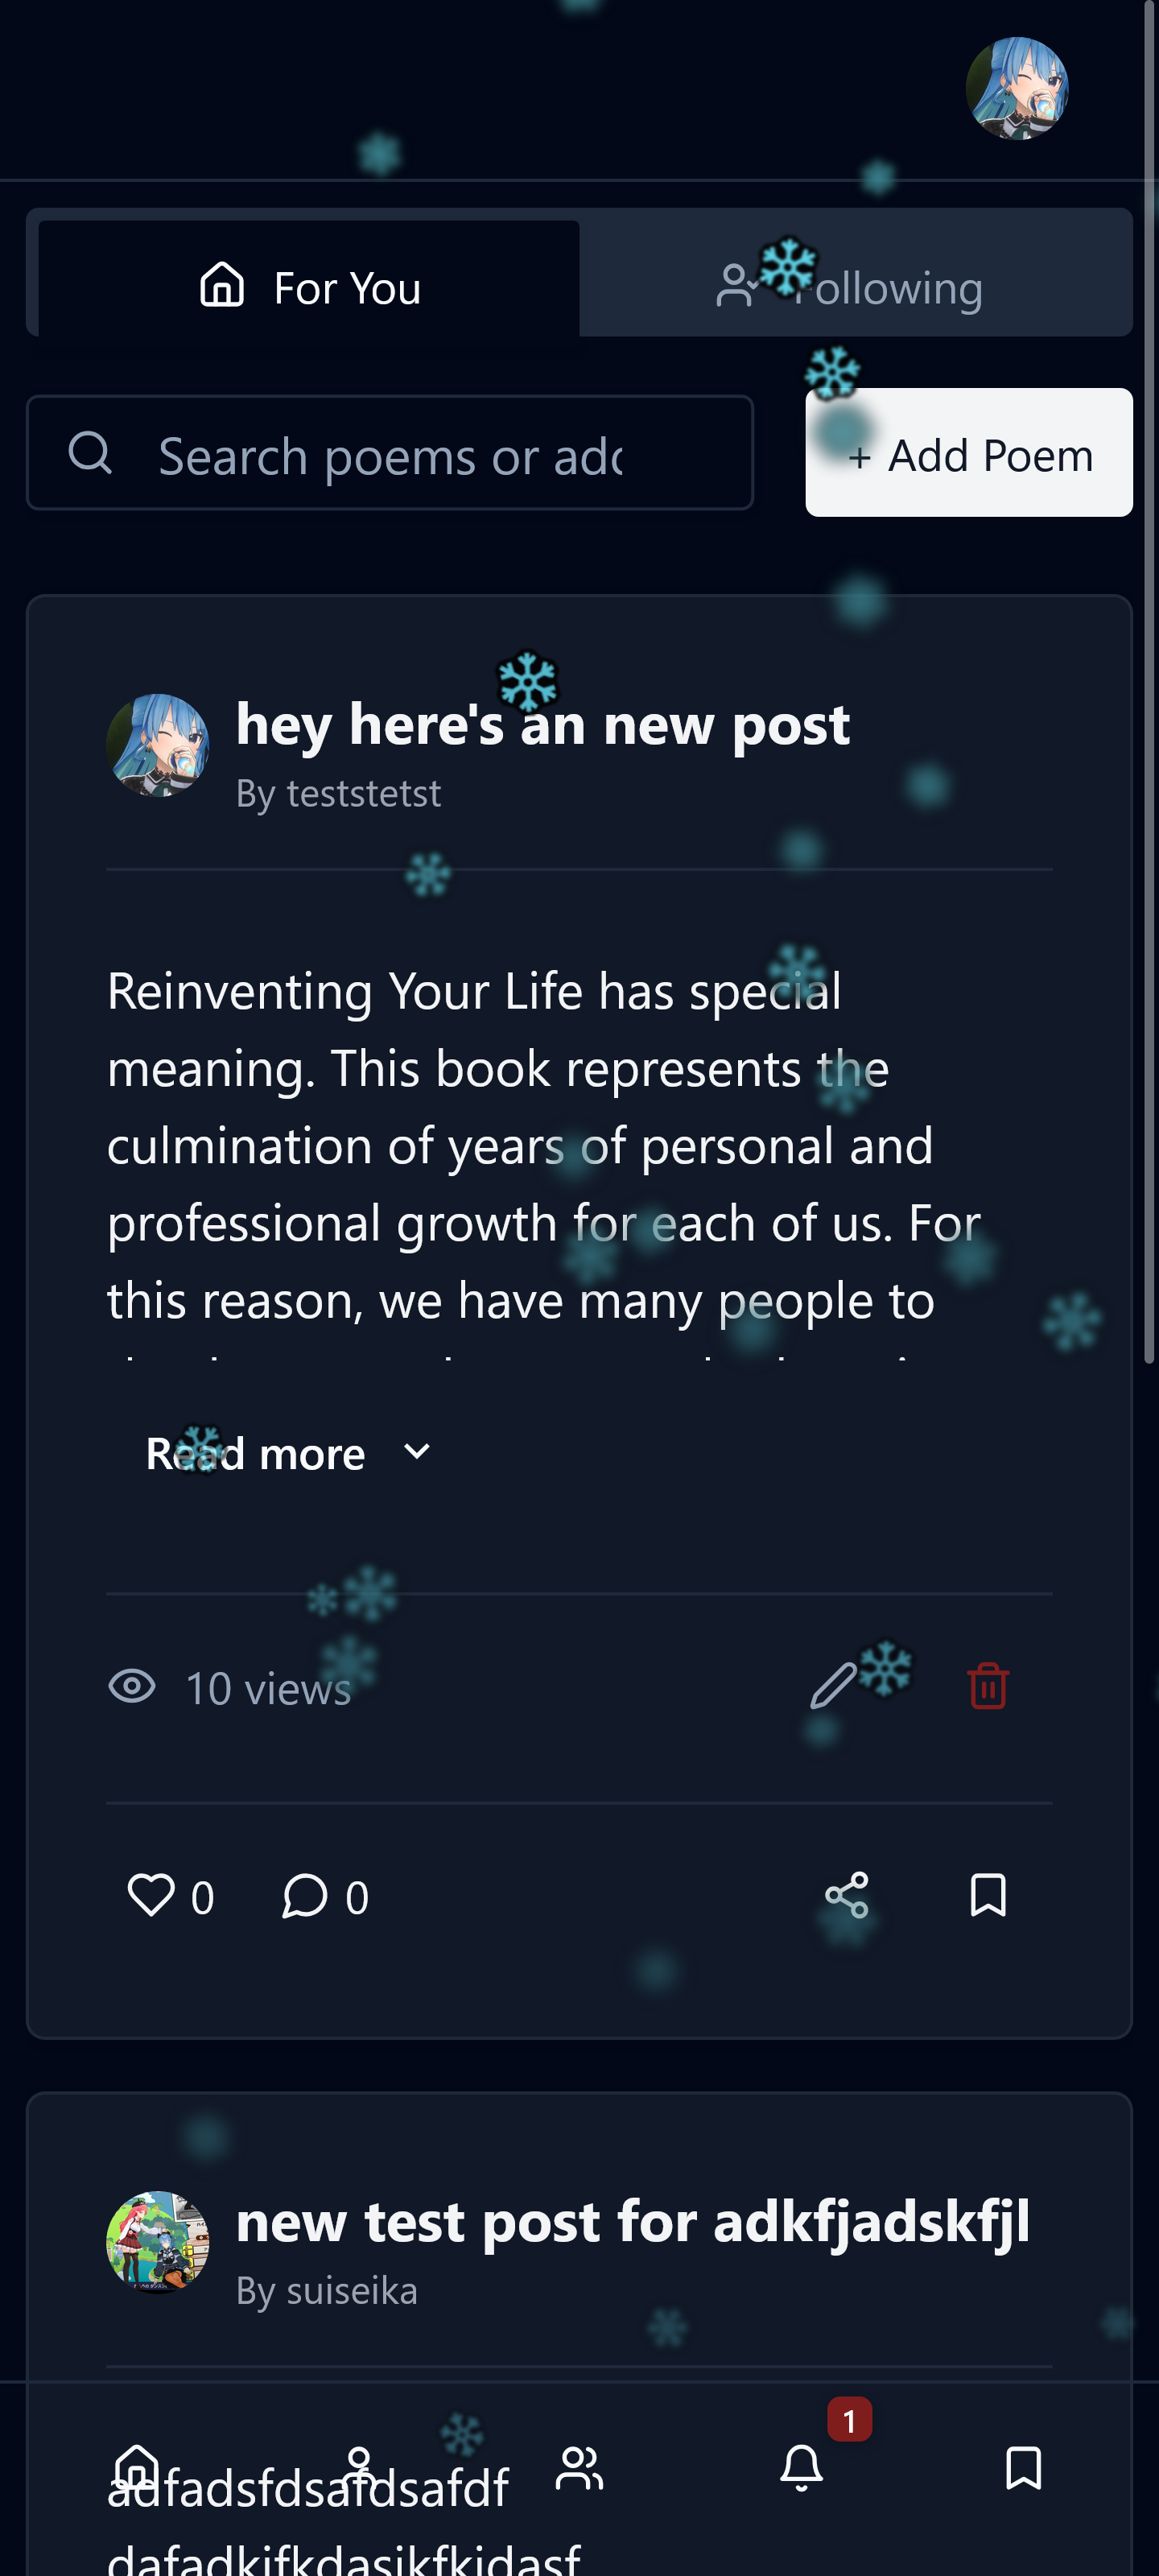 For You
Following
Search poems or add
+ Add Poem
hey here's an new post
By teststetst
Reinventing Your Life has special
meaning. This book represents the
culmination of years of personal and
professional growth for each of us. For
this reason, we have many people to
Read more
10 views
0 0
new test post for adkfjadskfjl
By suiseika
1
adfadsfdsafdsafdf